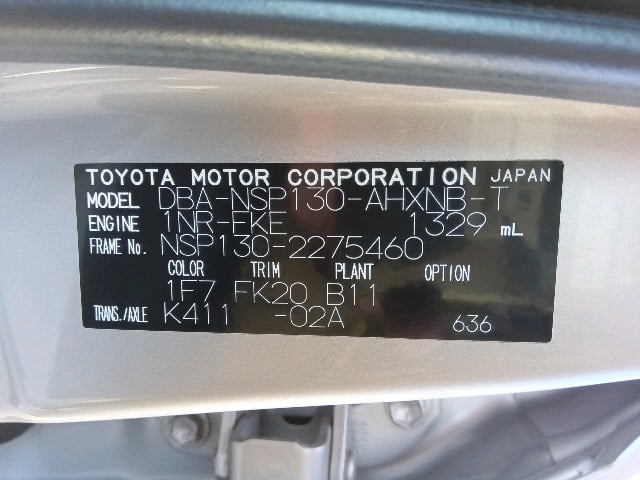 TOYOTA MOTOR CORPORATION JAPAN
MODEL DBA-NSP130-AHXNB-T
ENGINE 1NR-FKE 1329 mL
FRAME No. NSP130-2275460
COLOR TRIM PLANT OPTION
1F7 FK20 B11
TRANS./AXLE K411 -02A 636